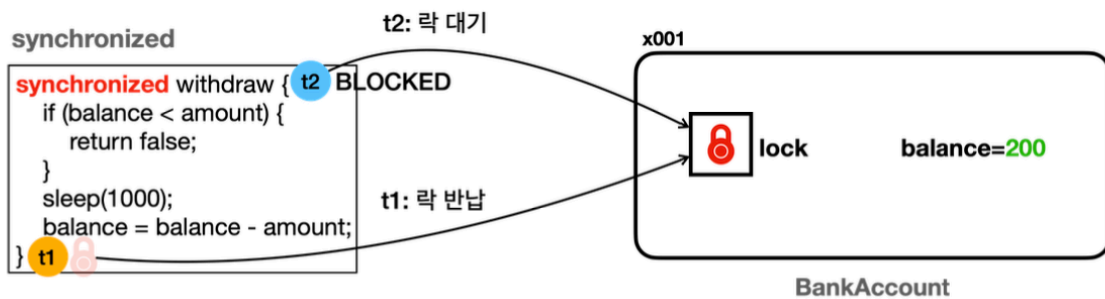 t2: 락 대기
synchronized
x001
synchronized withdraw { t2 BLOCKED
if (balance < amount) {
return false;
}
lock
balance=200
sleep(1000);
t1: 락 반납
balance = balance - amount;
} t1
BankAccount